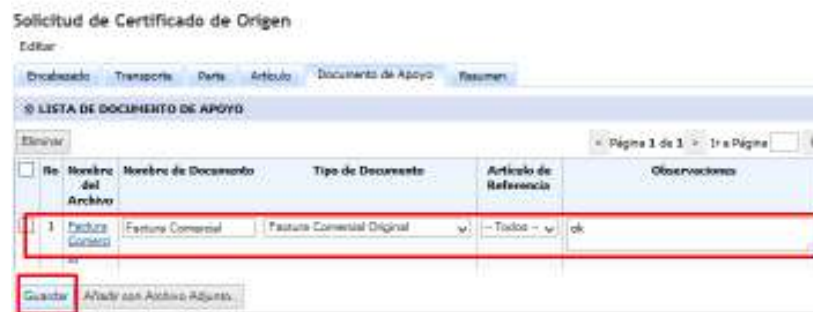 Solicitud de Certificado de Origen
Editar
Encabezado Transporte Parte Artículo Documento de Apoyo Resumen
LISTA DE DOCUMENTO DE APOYO
Eliminar < Página 1 de 1 > Ir a Página
No Nombre del Archivo Nombre de Documento Tipo de Documento Artículo de Referencia Observaciones
1 Factura Comercial Factura Comercial Original -- Todos -- ok
Guardar Añadir con Archivo Adjunto